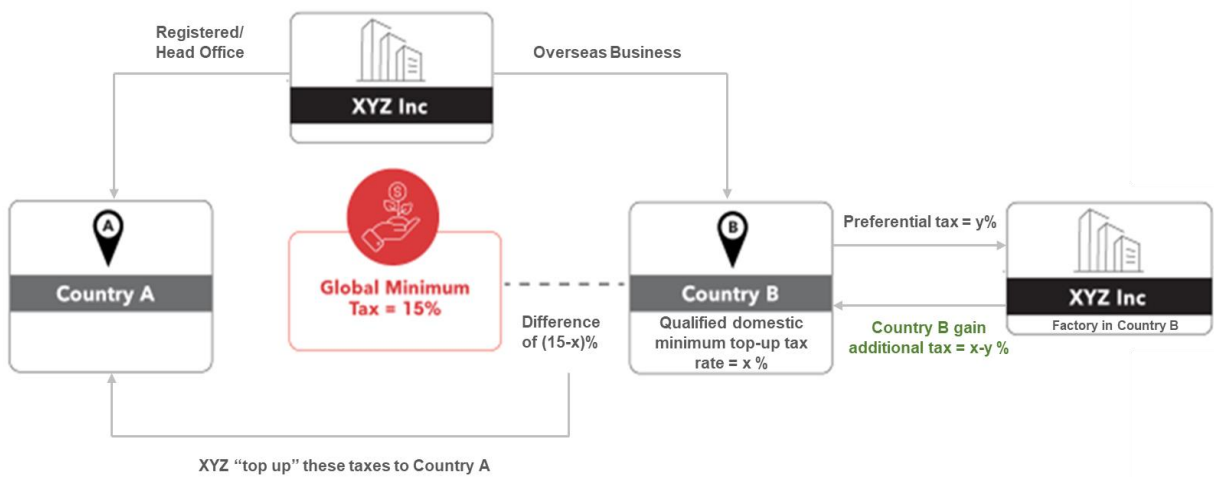 Registered/
Head Office
Overseas Business
XYZ Inc
A
Country A
$
Global Minimum
Tax = 15%
Difference
of (15-x)%
B
Country B
Qualified domestic
minimum top-up tax
rate = x %
Preferential tax = y%
Country B gain
additional tax = x-y %
XYZ Inc
Factory in Country B
XYZ “top up” these taxes to Country A